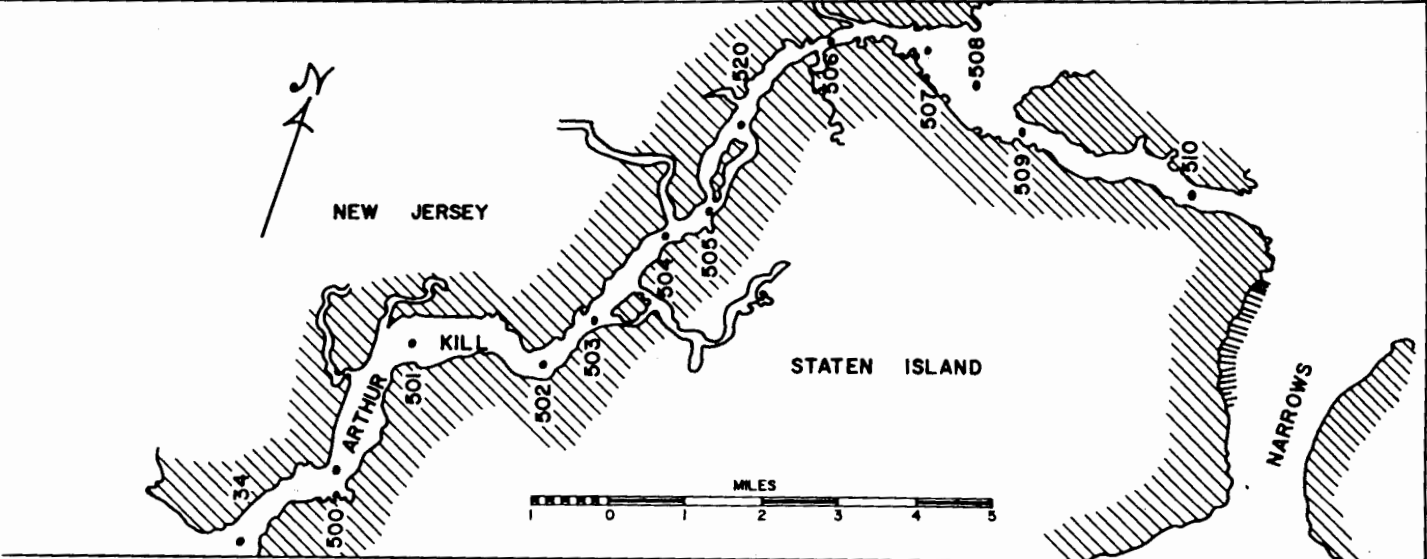 N
520
506
507
508
509
510
NEW JERSEY
505
504
503
KILL
STATEN ISLAND
501
502
ARTHUR
NARROWS
34
500
MILES
1 0 1 2 3 4 5